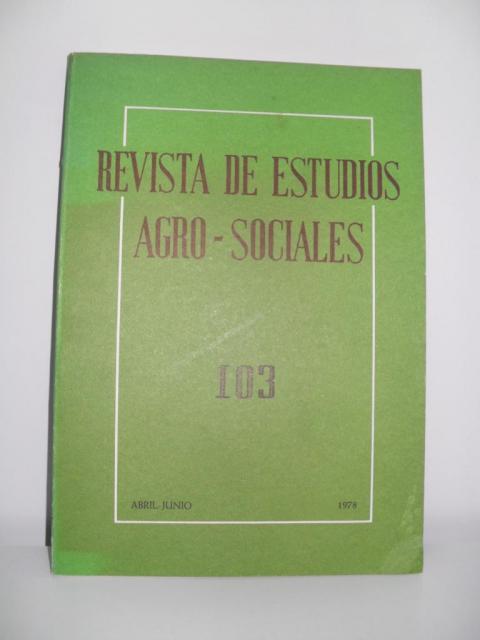 REVISTA DE ESTUDIOS
AGRO-SOCIALES
103
ABRIL-JUNIO 1978